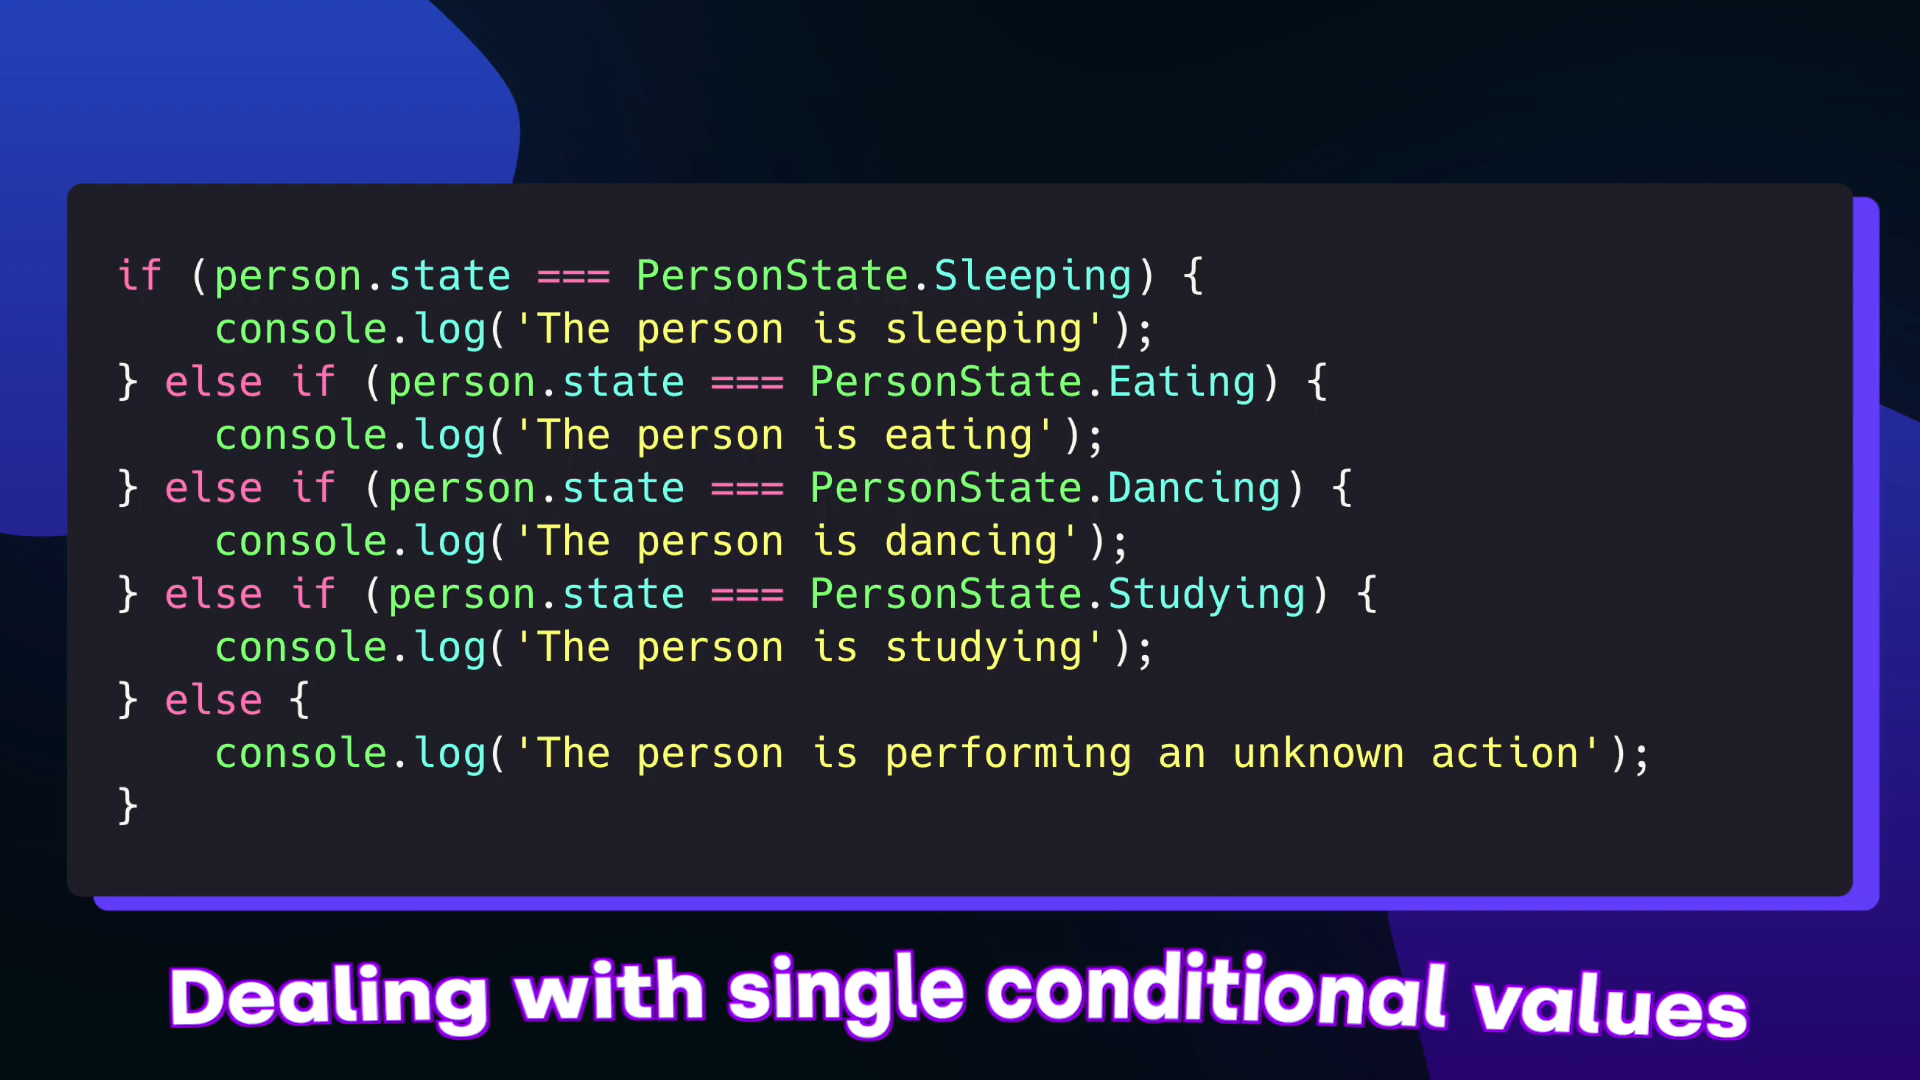 if (person.state === PersonState.Sleeping) {
    console.log('The person is sleeping');
} else if (person.state === PersonState.Eating) {
    console.log('The person is eating');
} else if (person.state === PersonState.Dancing) {
    console.log('The person is dancing');
} else if (person.state === PersonState.Studying) {
    console.log('The person is studying');
} else {
    console.log('The person is performing an unknown action');
}
Dealing with single conditional values